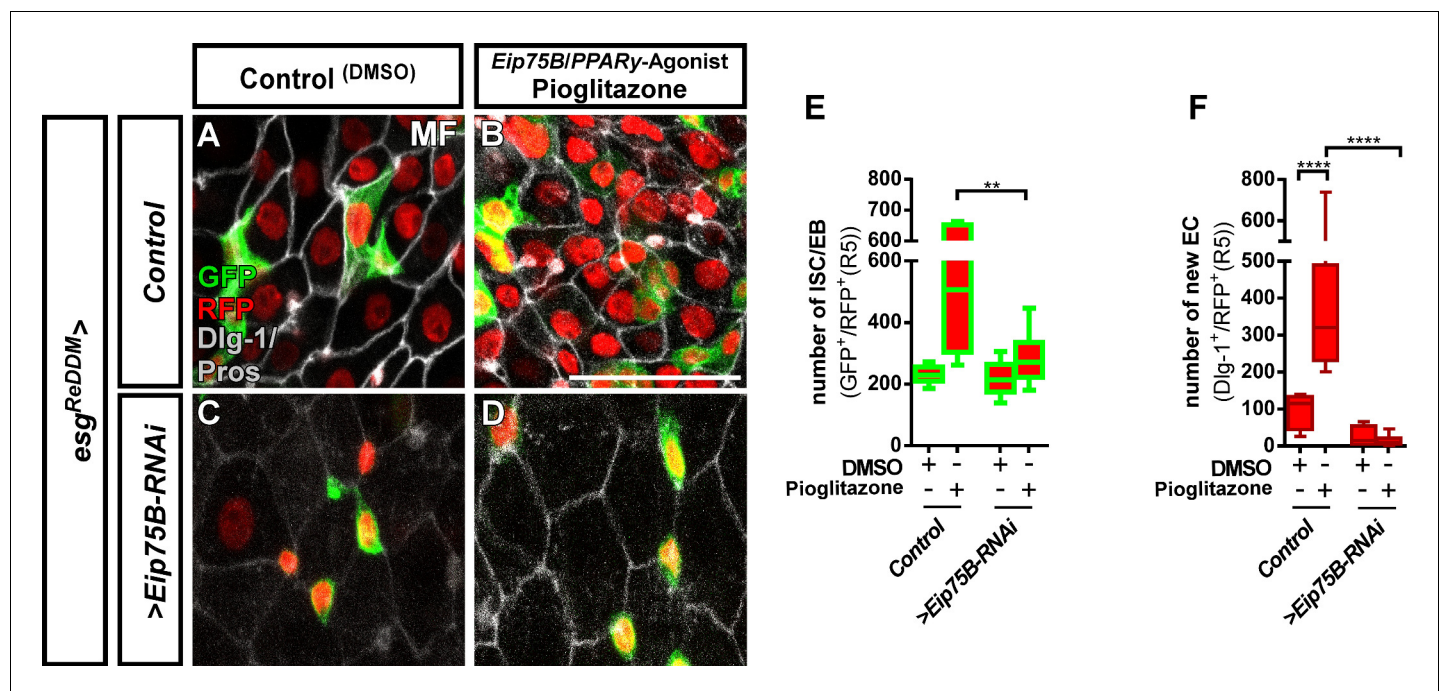 Control (DMSO)
Eip75B/PPARγ-Agonist
Pioglitazone
esgReDDM>
Control
>Eip75B-RNAi
A
MF
GFP
RFP
Dlg-1/
Pros
B
C
D
E
number of ISC/EB
(GFP+/RFP+(R5))
800
700
600
600
400
200
0
**
DMSO + - + -
Pioglitazone - + - +
Control
>Eip75B-RNAi
F
number of new EC
(Dlg-1+/RFP+(R5))
800
800
600
500
400
300
200
100
0
****
****
DMSO + - + -
Pioglitazone - + - +
Control
>Eip75B-RNAi